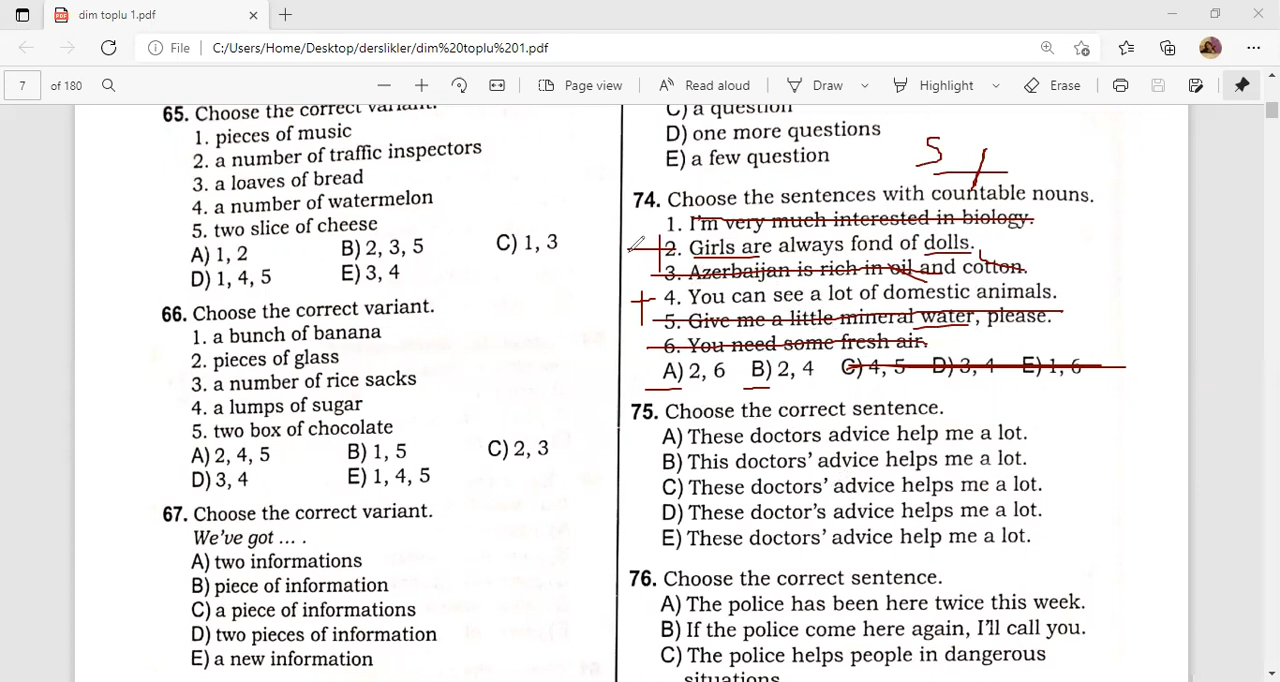 dim toplu 1.pdf
File C:/Users/Home/Desktop/derslikler/dim%20toplu%201.pdf
7 of 180 Page view Read aloud Draw Highlight Erase
65. Choose the correct variant.
1. pieces of music
2. a number of traffic inspectors
3. a loaves of bread
4. a number of watermelon
5. two slice of cheese
A) 1, 2 B) 2, 3, 5 C) 1, 3
D) 1, 4, 5 E) 3, 4
66. Choose the correct variant.
1. a bunch of banana
2. pieces of glass
3. a number of rice sacks
4. a lumps of sugar
5. two box of chocolate
A) 2, 4, 5 B) 1, 5 C) 2, 3
D) 3, 4 E) 1, 4, 5
67. Choose the correct variant.
We've got ... .
A) two informations
B) piece of information
C) a piece of informations
D) two pieces of information
E) a new information
C) a question
D) one more questions
E) a few question
S
74. Choose the sentences with countable nouns.
1. I'm very much interested in biology.
2. Girls are always fond of dolls.
3. Azerbaijan is rich in oil and cotton.
4. You can see a lot of domestic animals.
5. Give me a little mineral water, please.
6. You need some fresh air.
A) 2, 6 B) 2, 4 C) 4, 5 D) 3, 4 E) 1, 6
75. Choose the correct sentence.
A) These doctors advice help me a lot.
B) This doctors' advice helps me a lot.
C) These doctors' advice helps me a lot.
D) These doctor's advice helps me a lot.
E) These doctors' advice help me a lot.
76. Choose the correct sentence.
A) The police has been here twice this week.
B) If the police come here again, I'll call you.
C) The police helps people in dangerous
situations.